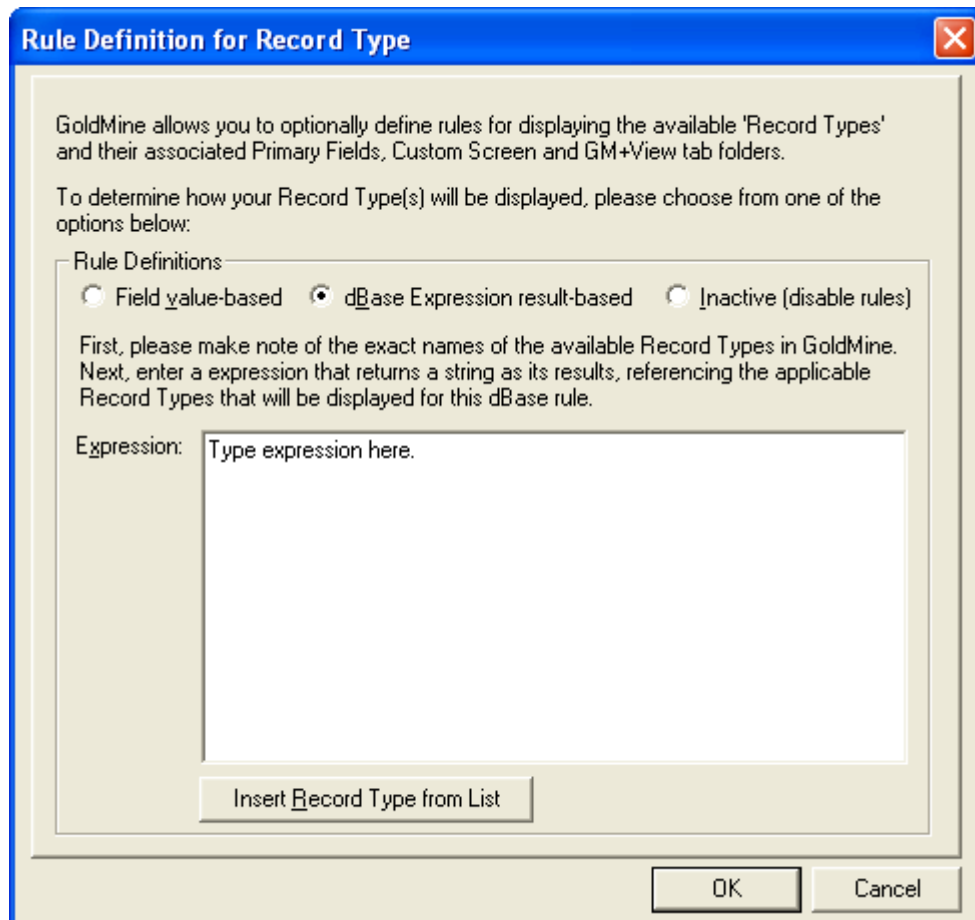 Rule Definition for Record Type
GoldMine allows you to optionally define rules for displaying the available 'Record Types'
and their associated Primary Fields, Custom Screen and GM+View tab folders.
To determine how your Record Type(s) will be displayed, please choose from one of the
options below:
Rule Definitions
Field value-based dBase Expression result-based Inactive (disable rules)
First, please make note of the exact names of the available Record Types in GoldMine.
Next, enter a expression that returns a string as its results, referencing the applicable
Record Types that will be displayed for this dBase rule.
Expression: Type expression here.
Insert Record Type from List
OK Cancel